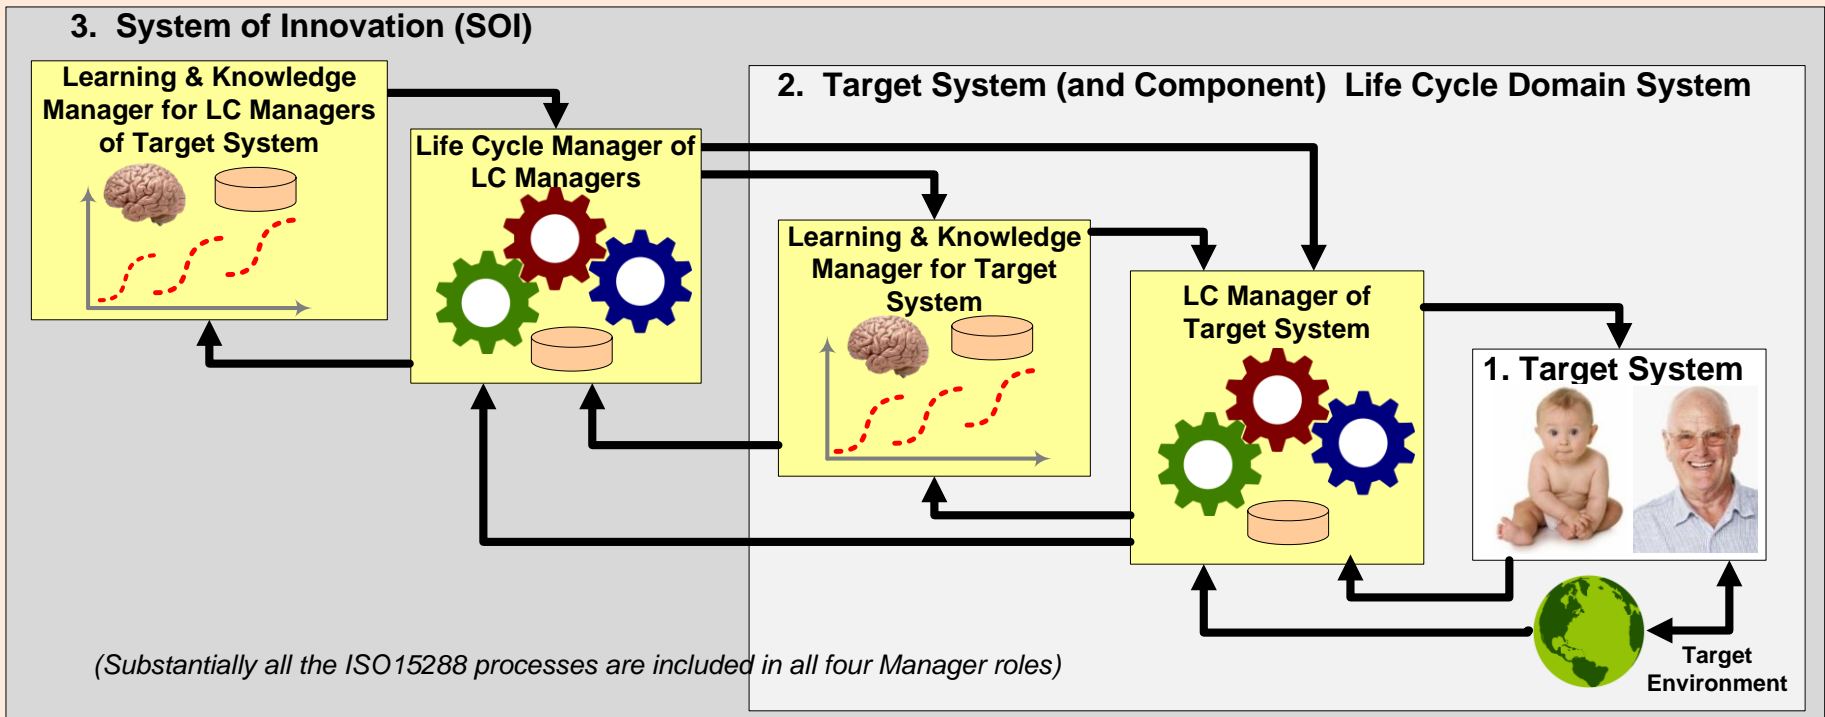 3. System of Innovation (SOI)
Learning & Knowledge
Manager for LC Managers
of Target System
Life Cycle Manager of
LC Managers
2. Target System (and Component) Life Cycle Domain System
Learning & Knowledge
Manager for Target
System
LC Manager of
Target System
1. Target System
Target
Environment
(Substantially all the ISO15288 processes are included in all four Manager roles)